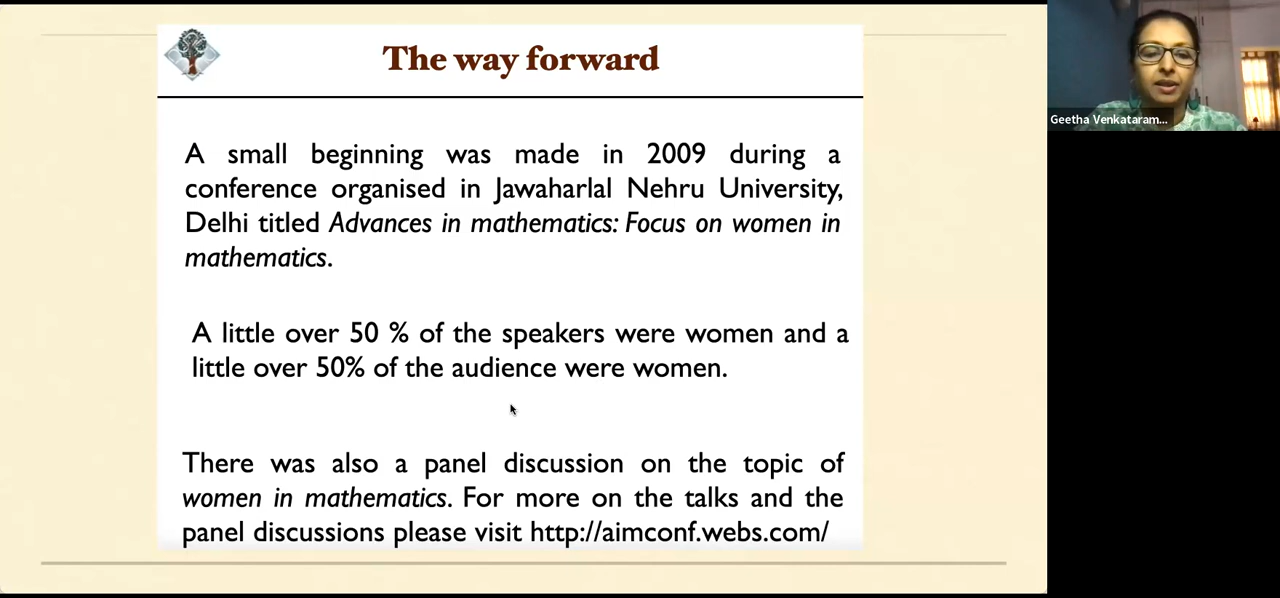 The way forward
A small beginning was made in 2009 during a
conference organised in Jawaharlal Nehru University,
Delhi titled Advances in mathematics: Focus on women in
mathematics.
A little over 50 % of the speakers were women and a
little over 50% of the audience were women.
There was also a panel discussion on the topic of
women in mathematics. For more on the talks and the
panel discussions please visit http://aimconf.webs.com/
Geetha Venkataram...